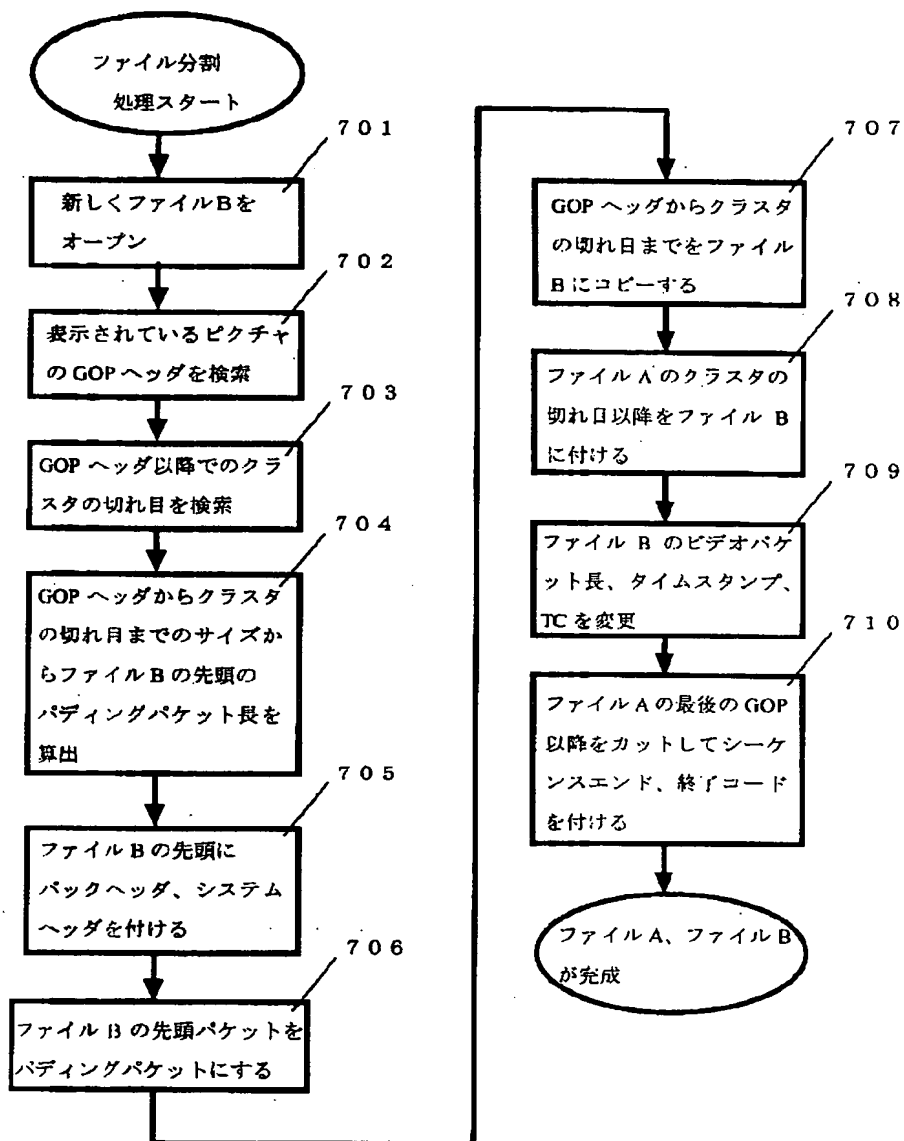 ファイル分割
処理スタート
701
新しくファイルBを
オープン
702
表示されているピクチャ
のGOPヘッダを検索
703
GOPヘッダ以降でのクラ
スタの切れ目を検索
704
GOPヘッダからクラスタ
の切れ目までのサイズか
らファイルBの先頭の
パディングパケット長を
算出
705
ファイルBの先頭に
パックヘッダ、システム
ヘッダを付ける
706
ファイルBの先頭パケットを
パディングパケットにする
707
GOPヘッダからクラスタ
の切れ目までをファイル
Bにコピーする
708
ファイルAのクラスタの
切れ目以降をファイル B
に付ける
709
ファイル B のビデオパケ
ット長、タイムスタンプ、
TCを変更
710
ファイルAの最後のGOP
以降をカットしてシーケ
ンスエンド、終了コード
を付ける
ファイルA、ファイルB
が完成